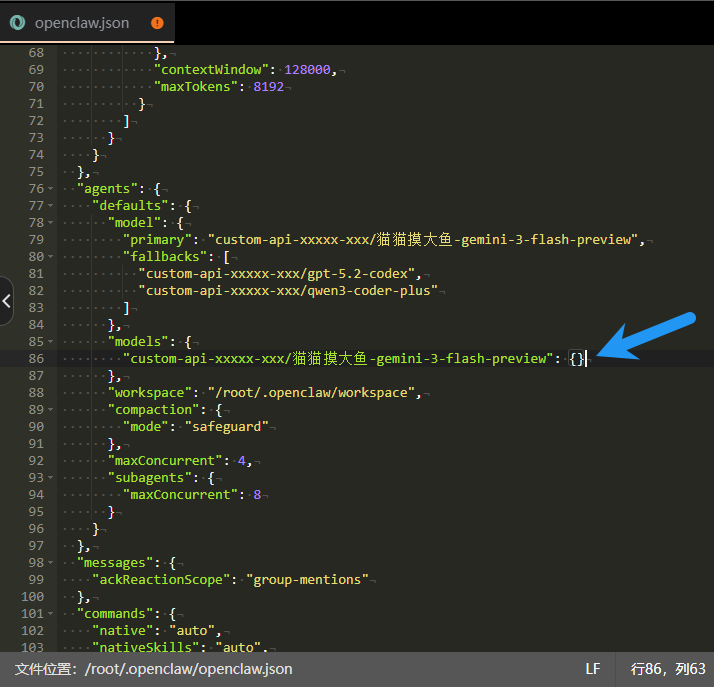 openclaw.json
68 },
69 "contextWindow": 128000,
70 "maxTokens": 8192
71 }
72 ]
73 }
74 }
75 },
76 "agents": {
77 "defaults": {
78 "model": {
79 "primary": "custom-api-xxxxx-xxx/猫猫摸大鱼-gemini-3-flash-preview",
80 "fallbacks": [
81 "custom-api-xxxxx-xxx/gpt-5.2-codex",
82 "custom-api-xxxxx-xxx/qwen3-coder-plus"
83 ]
84 },
85 "models": {
86 "custom-api-xxxxx-xxx/猫猫摸大鱼-gemini-3-flash-preview": {}
87 },
88 "workspace": "/root/.openclaw/workspace",
89 "compaction": {
90 "mode": "safeguard"
91 },
92 "maxConcurrent": 4,
93 "subagents": {
94 "maxConcurrent": 8
95 }
96 }
97 },
98 "messages": {
99 "ackReactionScope": "group-mentions"
100 },
101 "commands": {
102 "native": "auto",
103 "nativeSkills": "auto",
文件位置: /root/.openclaw/openclaw.json LF 行86, 列63